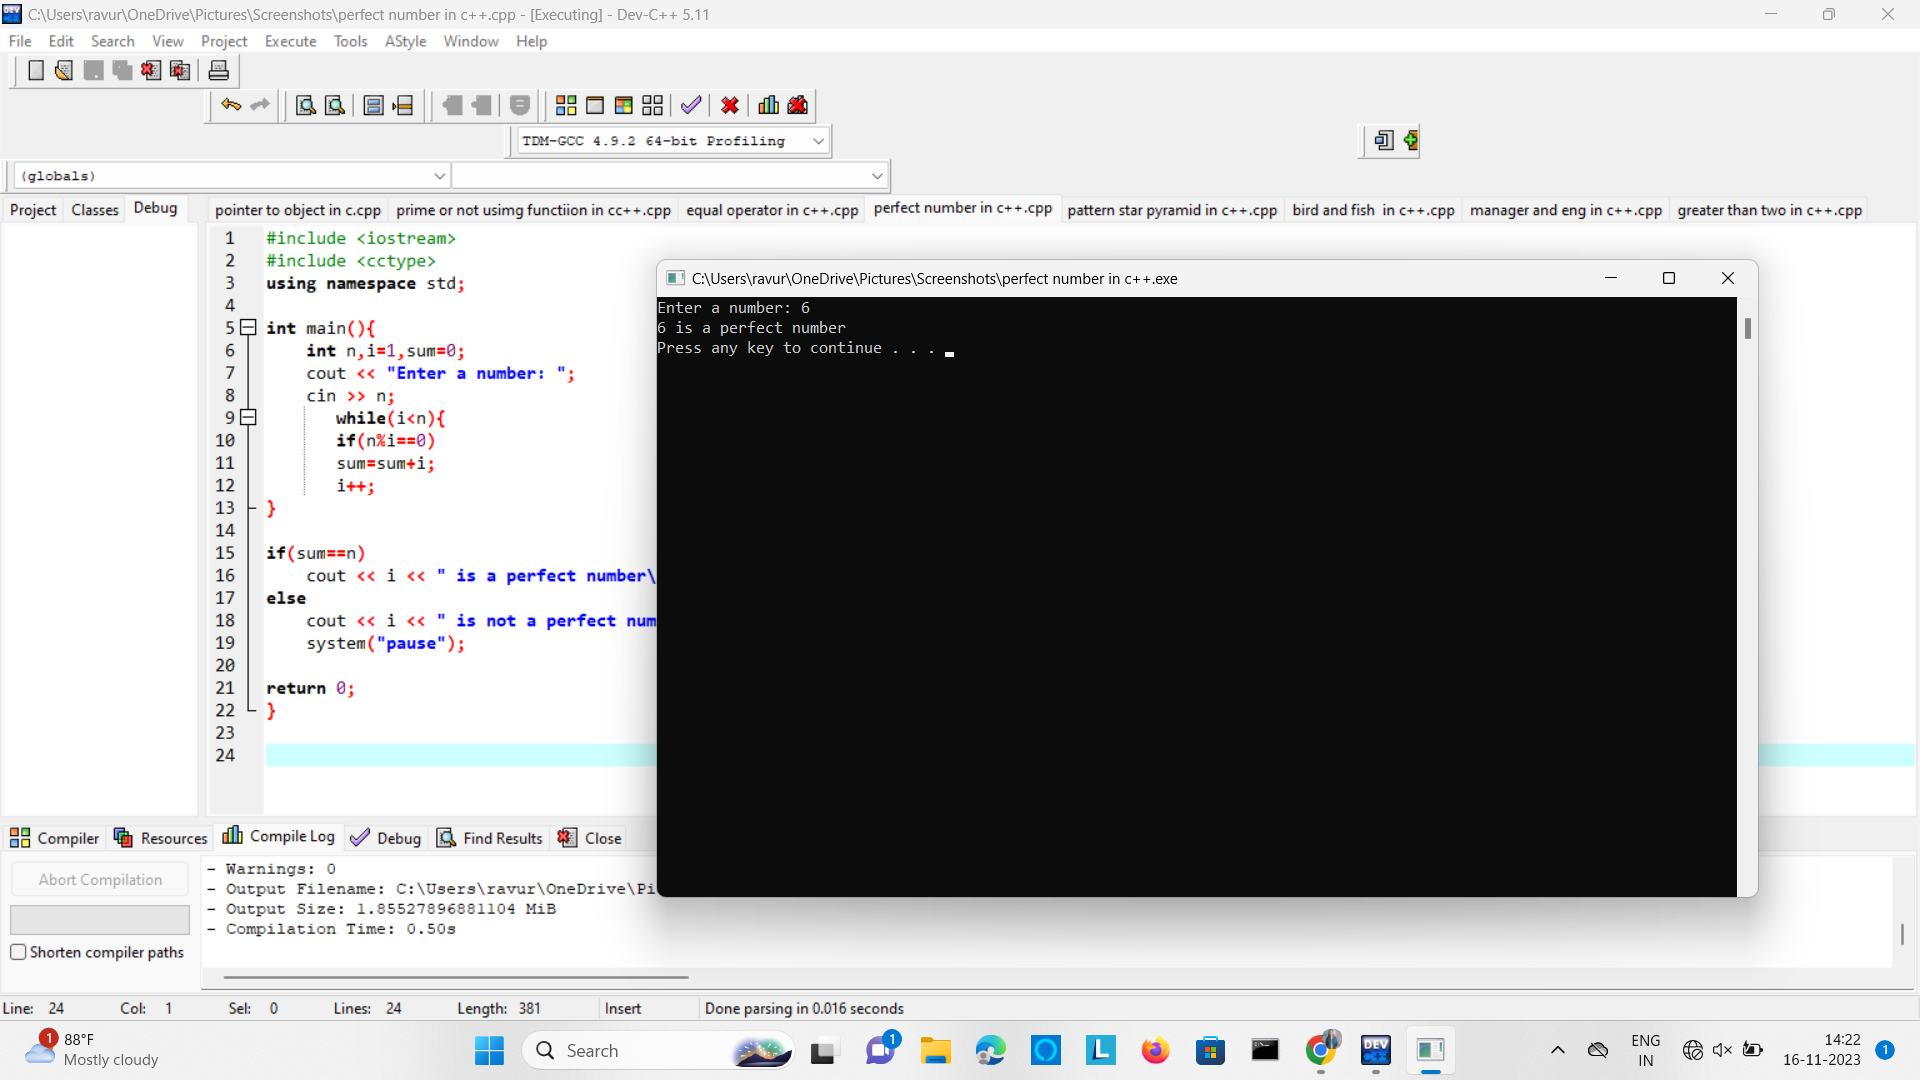 C:\Users\ravur\OneDrive\Pictures\Screenshots\perfect number in c++.cpp - [Executing] - Dev-C++ 5.11
File Edit Search View Project Execute Tools AStyle Window Help
TDM-GCC 4.9.2 64-bit Profiling
(globals)
Project Classes Debug
pointer to object in c.cpp prime or not usimg functiion in cc++.cpp equal operator in c++.cpp perfect number in c++.cpp pattern star pyramid in c++.cpp bird and fish in c++.cpp manager and eng in c++.cpp greater than two in c++.cpp
1 #include <iostream>
2 #include <cctype>
3 using namespace std;
4
5 int main(){
6 int n,i=1,sum=0;
7 cout << "Enter a number: ";
8 cin >> n;
9 while(i<n){
10 if(n%i==0)
11 sum=sum+i;
12 i++;
13 }
14
15 if(sum==n)
16 cout << i << " is a perfect number\
17 else
18 cout << i << " is not a perfect num
19 system("pause");
20
21 return 0;
22 }
23
24
C:\Users\ravur\OneDrive\Pictures\Screenshots\perfect number in c++.exe
Enter a number: 6
6 is a perfect number
Press any key to continue . . .
Compiler Resources Compile Log Debug Find Results Close
Abort Compilation
Shorten compiler paths
- Warnings: 0
- Output Filename: C:\Users\ravur\OneDrive\Pi
- Output Size: 1.85527896881104 MiB
- Compilation Time: 0.50s
Line: 24 Col: 1 Sel: 0 Lines: 24 Length: 381 Insert Done parsing in 0.016 seconds
1
88°F
Mostly cloudy
Search
1
L
DEV
C++
ENG
IN
14:22
16-11-2023
1